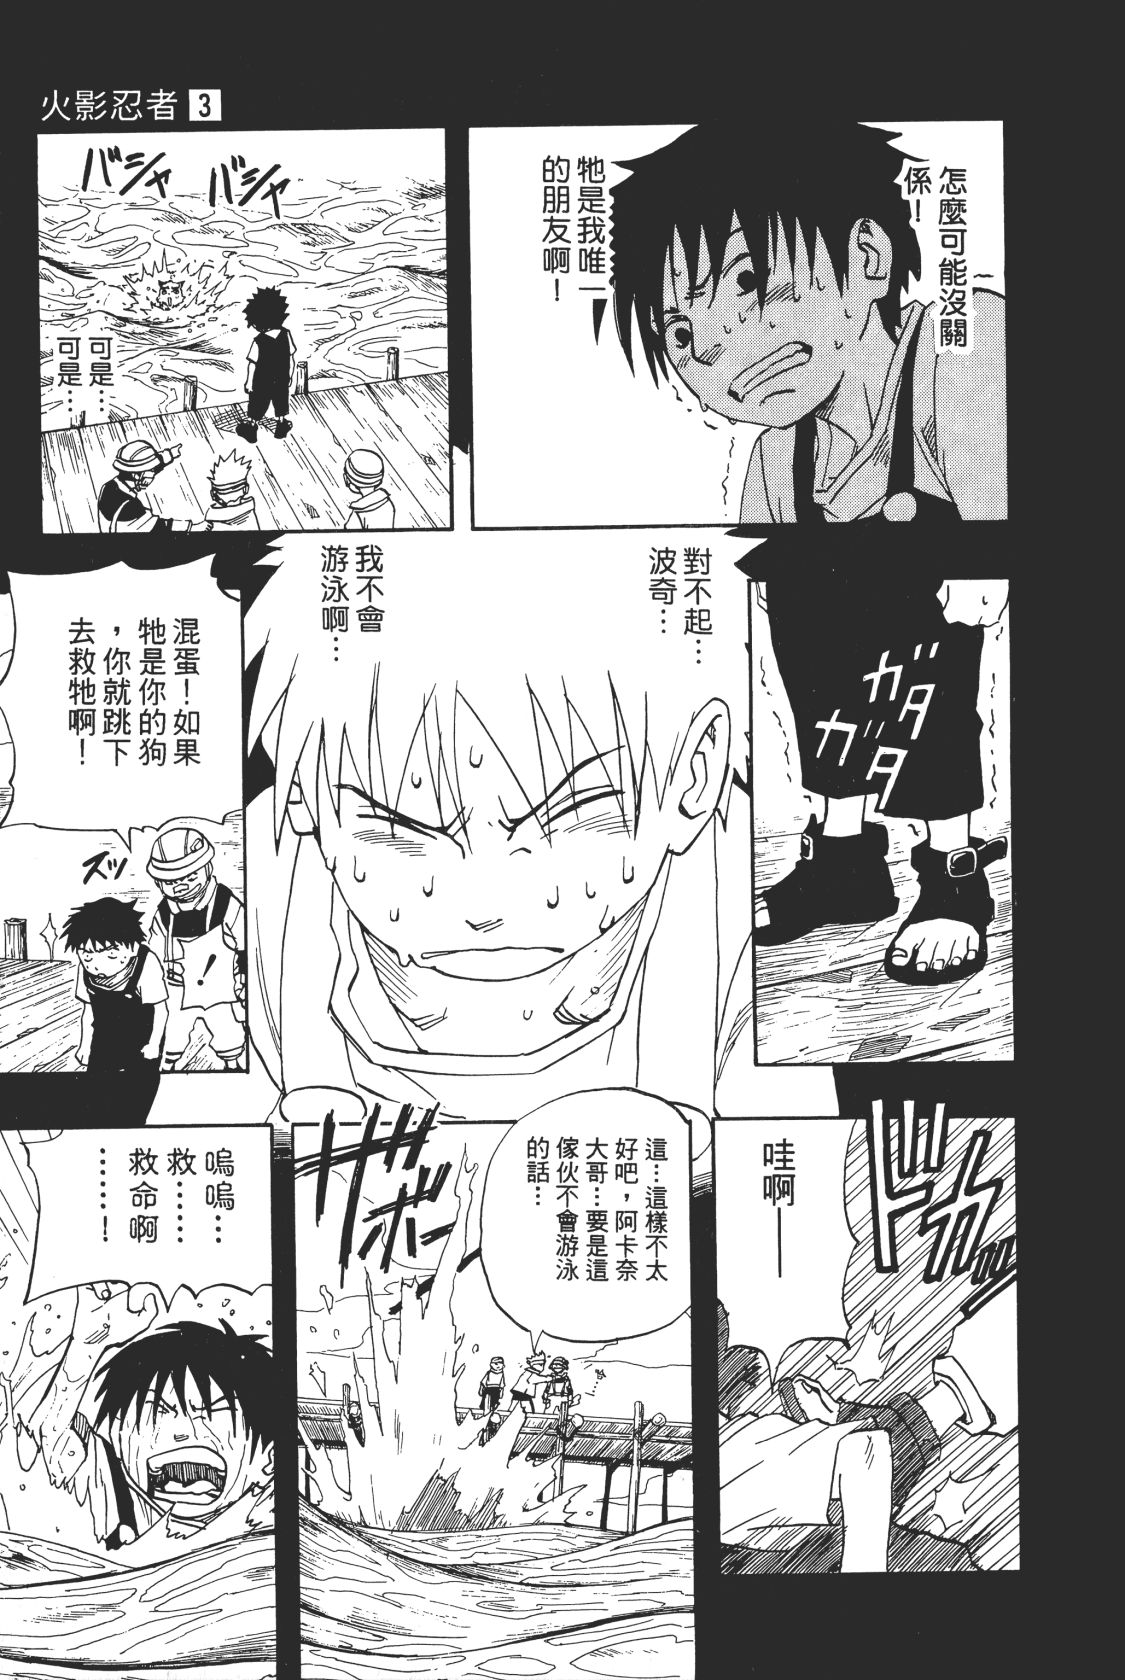 火影忍者 3
怎麼可能沒關
係！
牠是我唯一
的朋友啊！
バシャ
バシャ
可是…
可是…
ガタ
ガタ
對不起…
波奇…
我不會
游泳啊…
混蛋！如果
牠是你的狗
，你就跳下
去救牠啊！
ズッ
！
ドカッ
哇啊——
這…這樣不太
好吧，阿卡奈
大哥…要是這
傢伙不會游泳
的話…
嗚嗚…
救……
救命啊
……！